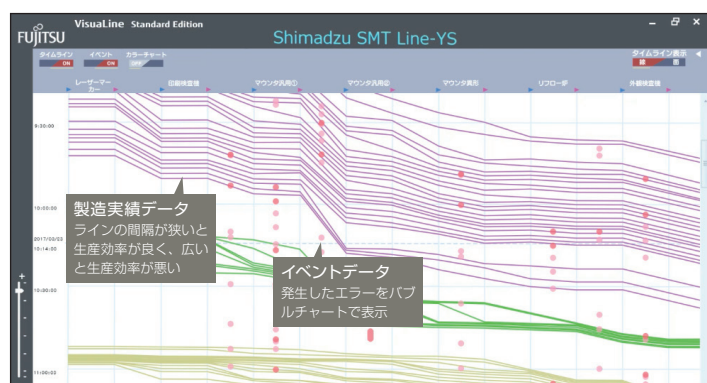 VisuaLine Standard Edition
FUJITSU
Shimadzu SMT Line-YS
タイムライン イベント カラーチャート
ON ON OFF
タイムライン表示
レーザーマーカー
印刷検査機
マウンタ汎用①
マウンタ汎用②
マウンタ異形
リフロー炉
外観検査機
9:30:00
製造実績データ
ラインの間隔が狭いと
生産効率が良く、広い
と生産効率が悪い
10:00:00
10:14:00
イベントデータ
発生したエラーをバブ
ルチャートで表示
10:30:00
11:00:00